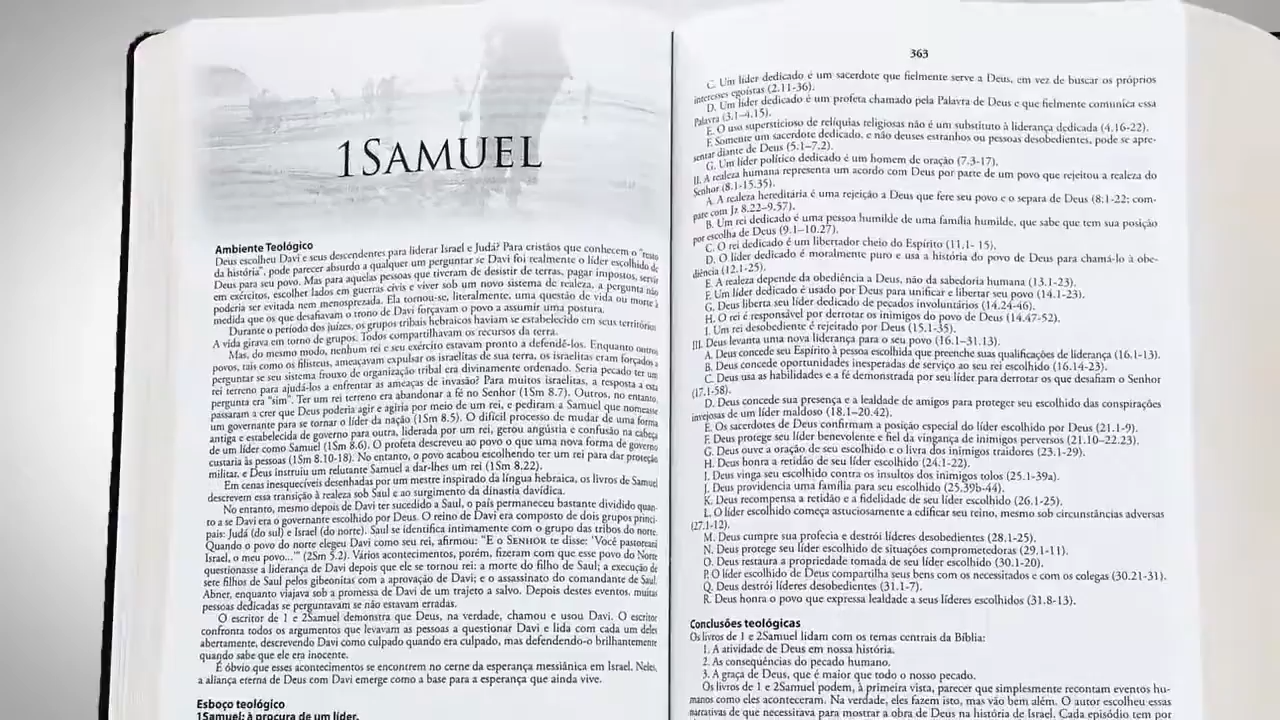 1SAMUEL
Ambiente Teológico
Deus escolheu Davi e seus descendentes para liderar Israel e Judá? Para cristãos que conhecem o "resto
da história", pode parecer absurdo a qualquer um perguntar se Davi foi realmente o líder escolhido de
Deus para seu povo. Mas para aquelas pessoas que tiveram de desistir de terras, pagar impostos, servir
em exércitos, escolher lados em guerras civis e viver sob um novo sistema de realeza, a pergunta não
poderia ser evitada nem menosprezada. Ela tornou-se, literalmente, uma questão de vida ou morte à
medida que os que desafiavam o trono de Davi forçavam o povo a assumir uma postura.
Durante o período dos juízes, os grupos tribais hebraicos haviam se estabelecido em seus territórios
A vida girava em torno de grupos. Todos compartilhavam os recursos da terra.
Mas, do mesmo modo, nenhum rei e seu exército estavam pronto a defendê-los. Enquanto outros
povos, tais como os filisteus, ameaçavam expulsar os israelitas de sua terra, os israelitas eram forçados a
perguntar se seu sistema frouxo de organização tribal era divinamente ordenado. Seria pecado ter um
rei terreno para ajudá-los a enfrentar as ameaças de invasão? Para muitos israelitas, a resposta a esta
pergunta era "sim". Ter um rei terreno era abandonar a fé no Senhor (1Sm 8.7). Outros, no entanto,
passaram a crer que Deus poderia agir e agiria por meio de um rei, e pediram a Samuel que nomeasse
um governante para se tornar o líder da nação (1Sm 8.5). O difícil processo de mudar de uma forma
antiga e estabelecida de governo para outra, liderada por um rei, gerou angústia e confusão na cabeça
de um líder como Samuel (1Sm 8.6). O profeta descreveu ao povo o que uma nova forma de governo
custaria às pessoas (1Sm 8.10-18). No entanto, o povo acabou escolhendo ter um rei para dar proteção
militar, e Deus instruiu um relutante Samuel a dar-lhes um rei (1Sm 8.22).
Em cenas inesquecíveis desenhadas por um mestre inspirado da língua hebraica, os livros de Samuel
descrevem essa transição à realeza sob Saul e ao surgimento da dinastia davídica.
No entanto, mesmo depois de Davi ter sucedido a Saul, o país permaneceu bastante dividido quan-
to a se Davi era o governante escolhido por Deus. O reino de Davi era composto de dois grupos princi-
pais: Judá (do sul) e Israel (do norte). Saul se identifica intimamente com o grupo das tribos do norte.
Quando o povo do norte elegeu Davi como seu rei, afirmou: "E o SENHOR te disse: 'Você pastoreará
Israel, o meu povo...'" (2Sm 5.2). Vários acontecimentos, porém, fizeram com que esse povo do Norte
questionasse a liderança de Davi depois que ele se tornou rei: a morte do filho de Saul; a execução de
sete filhos de Saul pelos gibeonitas com a aprovação de Davi; e o assassinato do comandante de Saul,
Abner, enquanto viajava sob a promessa de Davi de um trajeto a salvo. Depois destes eventos, muitas
pessoas dedicadas se perguntavam se não estavam erradas.
O escritor de 1 e 2Samuel demonstra que Deus, na verdade, chamou e usou Davi. O escritor
confronta todos os argumentos que levavam as pessoas a questionar Davi e lida com cada um deles
abertamente, descrevendo Davi como culpado quando era culpado, mas defendendo-o brilhantemente
quando sabe que ele era inocente.
É óbvio que esses acontecimentos se encontrem no cerne da esperança messiânica em Israel. Neles,
a aliança eterna de Deus com Davi emerge como a base para a esperança que ainda vive.
Esboço teológico
1Samuel: à procura de um líder.
363
C. Um líder dedicado é um sacerdote que fielmente serve a Deus, em vez de buscar os próprios
interesses egoístas (2.11-36).
D. Um líder dedicado é um profeta chamado pela Palavra de Deus e que fielmente comunica essa
Palavra (3.1–4.15).
E. O uso supersticioso de relíquias religiosas não é um substituto à liderança dedicada (4.16-22).
F. Somente um sacerdote dedicado, e não deuses estranhos ou pessoas desobedientes, pode se apre-
sentar diante de Deus (5.1–7.2).
G. Um líder político dedicado é um homem de oração (7.3-17).
II. A realeza humana representa um acordo com Deus por parte de um povo que rejeitou a realeza do
Senhor (8.1-15.35).
A. A realeza hereditária é uma rejeição a Deus que fere seu povo e o separa de Deus (8:1-22; com-
pare com Jz 8.22–9.57).
B. Um rei dedicado é uma pessoa humilde de uma família humilde, que sabe que tem sua posição
por escolha de Deus (9.1–10.27).
C. O rei dedicado é um libertador cheio do Espírito (11.1- 15).
D. O líder dedicado é moralmente puro e usa a história do povo de Deus para chamá-lo à obe-
diência (12.1-25).
E. A realeza depende da obediência a Deus, não da sabedoria humana (13.1-23).
F. Um líder dedicado é usado por Deus para unificar e libertar seu povo (14.1-23).
G. Deus liberta seu líder dedicado de pecados involuntários (14.24-46).
H. O rei é responsável por derrotar os inimigos do povo de Deus (14.47-52).
I. Um rei desobediente é rejeitado por Deus (15.1-35).
III. Deus levanta uma nova liderança para o seu povo (16.1–31.13).
A. Deus concede seu Espírito à pessoa escolhida que preenche suas qualificações de liderança (16.1-13).
B. Deus concede oportunidades inesperadas de serviço ao seu rei escolhido (16.14-23).
C. Deus usa as habilidades e a fé demonstrada por seu líder para derrotar os que desafiam o Senhor
(17.1-58).
D. Deus concede sua presença e a lealdade de amigos para proteger seu escolhido das conspirações
invejosas de um líder maldoso (18.1–20.42).
E. Os sacerdotes de Deus confirmam a posição especial do líder escolhido por Deus (21.1-9).
F. Deus protege seu líder benevolente e fiel da vingança de inimigos perversos (21.10–22.23).
G. Deus ouve a oração de seu escolhido e o livra dos inimigos traidores (23.1-29).
H. Deus honra a retidão de seu líder escolhido (24.1-22).
I. Deus vinga seu escolhido contra os insultos dos inimigos tolos (25.1-39a).
J. Deus providencia uma família para seu escolhido (25.39b-44).
K. Deus recompensa a retidão e a fidelidade de seu líder escolhido (26.1-25).
L. O líder escolhido começa astuciosamente a edificar seu reino, mesmo sob circunstâncias adversas
(27.1-12).
M. Deus cumpre sua profecia e destrói líderes desobedientes (28.1-25).
N. Deus protege seu líder escolhido de situações comprometedoras (29.1-11).
O. Deus restaura a propriedade tomada de seu líder escolhido (30.1-20).
P. O líder escolhido de Deus compartilha seus bens com os necessitados e com os colegas (30.21-31).
Q. Deus destrói líderes desobedientes (31.1-7).
R. Deus honra o povo que expressa lealdade a seus líderes escolhidos (31.8-13).
Conclusões teológicas
Os livros de 1 e 2Samuel lidam com os temas centrais da Bíblia:
1. A atividade de Deus em nossa história.
2. As consequências do pecado humano.
3. A graça de Deus, que é maior que todo o nosso pecado.
Os livros de 1 e 2Samuel podem, à primeira vista, parecer que simplesmente recontam eventos hu-
manos como eles aconteceram. Na verdade, eles fazem isto, mas vão bem além. O autor escolheu essas
narrativas de que necessitava para mostrar a obra de Deus na história de Israel. Cada episódio tem por